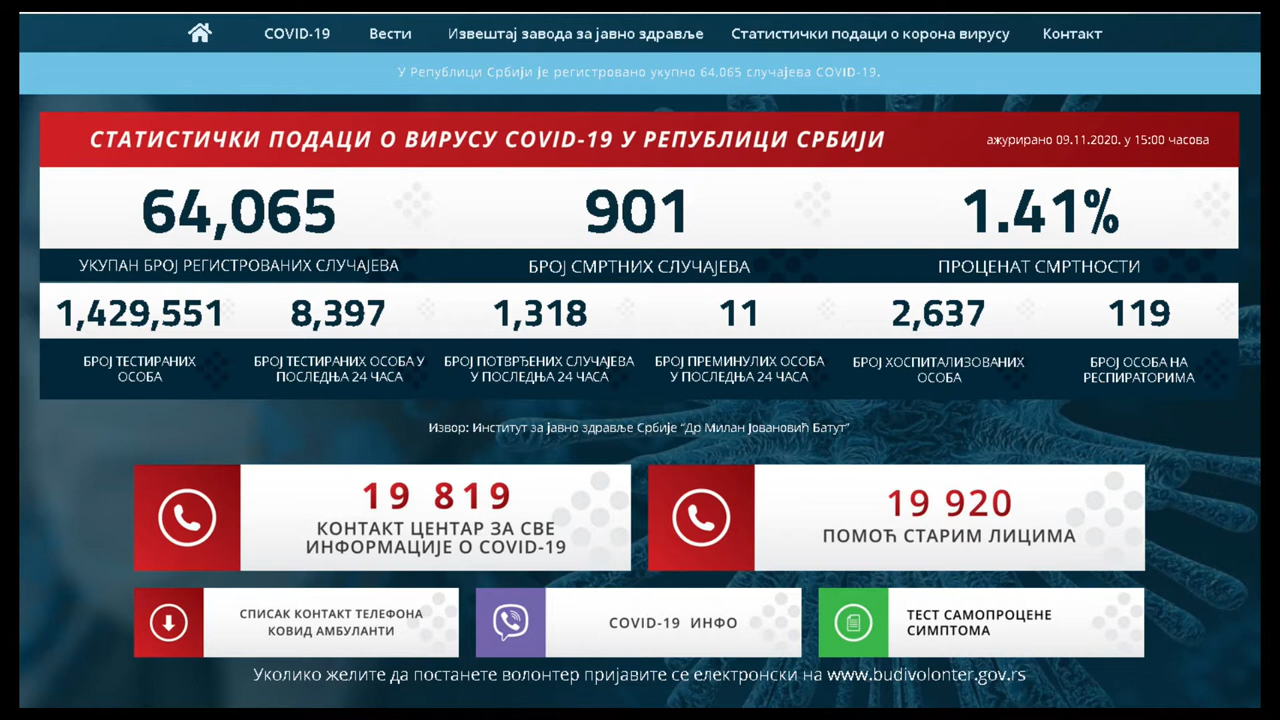 COVID-19 Вести Извештај завода за јавно здравље Статистички подаци о корона вирусу Контакт
У Републици Србији је регистровано укупно 64.065 случајева COVID-19.
СТАТИСТИЧКИ ПОДАЦИ О ВИРУСУ COVID-19 У РЕПУБЛИЦИ СРБИЈИ
ажурирано 09.11.2020. у 15:00 часова
64,065 901 1.41%
УКУПАН БРОЈ РЕГИСТРОВАНИХ СЛУЧАЈЕВА БРОЈ СМРТНИХ СЛУЧАЈЕВА ПРОЦЕНАТ СМРТНОСТИ
1,429,551 8,397 1,318 11 2,637 119
БРОЈ ТЕСТИРАНИХ
ОСОБА
БРОЈ ТЕСТИРАНИХ ОСОБА У
ПОСЛЕДЊА 24 ЧАСА
БРОЈ ПОТВРЂЕНИХ СЛУЧАЈЕВА
У ПОСЛЕДЊА 24 ЧАСА
БРОЈ ПРЕМИНУЛИХ ОСОБА
У ПОСЛЕДЊА 24 ЧАСА
БРОЈ ХОСПИТАЛИЗОВАНИХ
ОСОБА
БРОЈ ОСОБА НА
РЕСПИРАТОРИМА
Извор: Институт за јавно здравље Србије “Др Милан Јовановић Батут”
19 819
КОНТАКТ ЦЕНТАР ЗА СВЕ
ИНФОРМАЦИЈЕ О COVID-19
19 920
ПОМОЋ СТАРИМ ЛИЦИМА
СПИСАК КОНТАКТ ТЕЛЕФОНА
КОВИД АМБУЛАНТИ
COVID-19 ИНФО
ТЕСТ САМОПРОЦЕНЕ
СИМПТОМА
Уколико желите да постанете волонтер пријавите се електронски на www.budivolonter.gov.rs